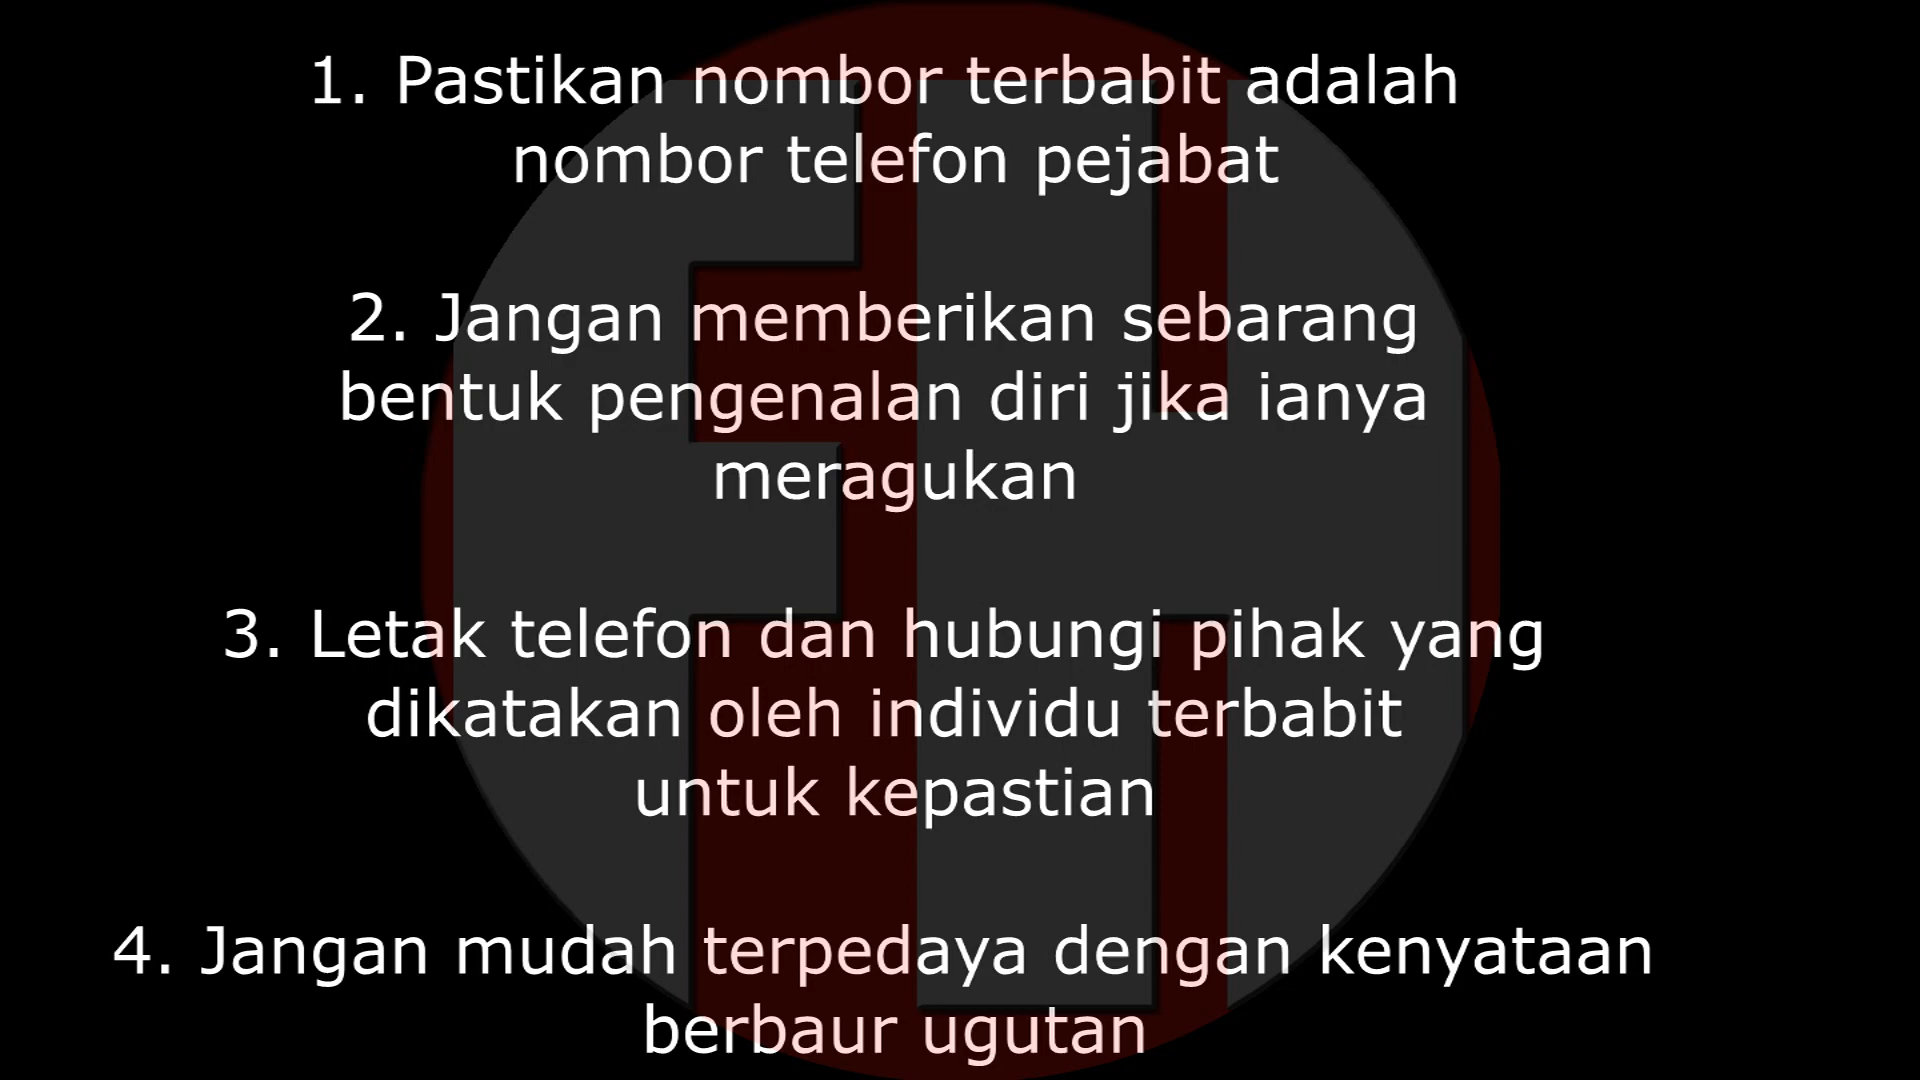 1. Pastikan nombor terbabit adalah
nombor telefon pejabat
2. Jangan memberikan sebarang
bentuk pengenalan diri jika ianya
meragukan
3. Letak telefon dan hubungi pihak yang
dikatakan oleh individu terbabit
untuk kepastian
4. Jangan mudah terpedaya dengan kenyataan
berbaur ugutan